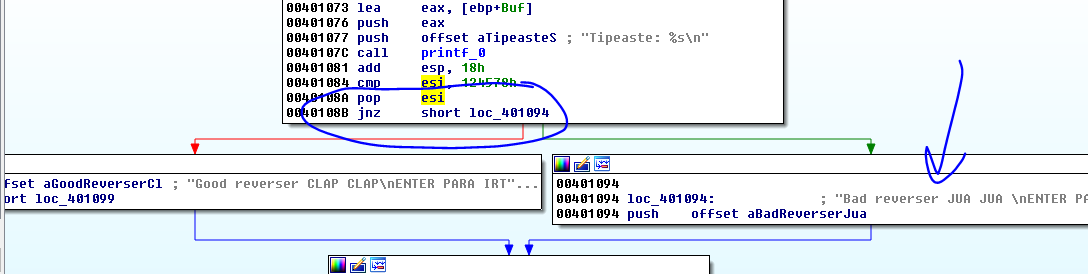 00401073 lea eax, [ebp+Buf]
00401076 push eax
00401077 push offset aTipeasteS ; "Tipeaste: %s\n"
0040107C call printf_0
00401081 add esp, 18h
00401084 cmp esi, 124578h
0040108A pop esi
0040108B jnz short loc_401094
ffset aGoodReverserCl ; "Good reverser CLAP CLAP\nENTER PARA IRT"...
ort loc_401099
00401094
00401094 loc_401094: ; "Bad reverser JUA JUA \nENTER PA
00401094 push offset aBadReverserJua